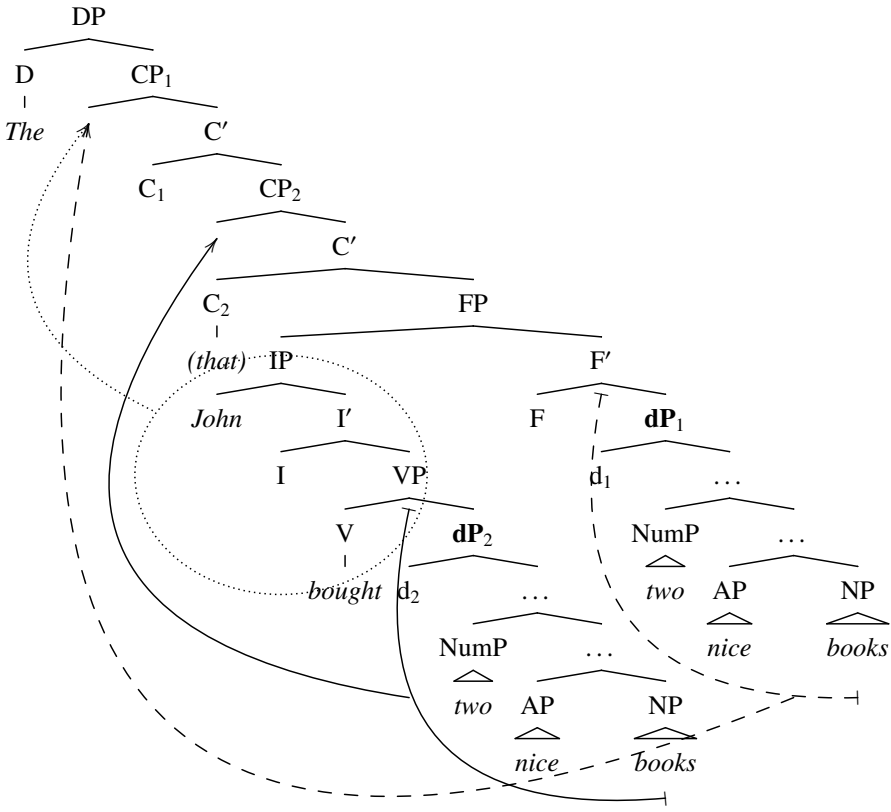 DP
D CP₁
The C′
C₁ CP₂
C′
C₂ FP
(that) IP F′
John I′ F dP₁
I VP d₁ ...
V dP₂ NumP ...
bought d₂ ... two AP NP
NumP ... nice books
two AP NP
nice books